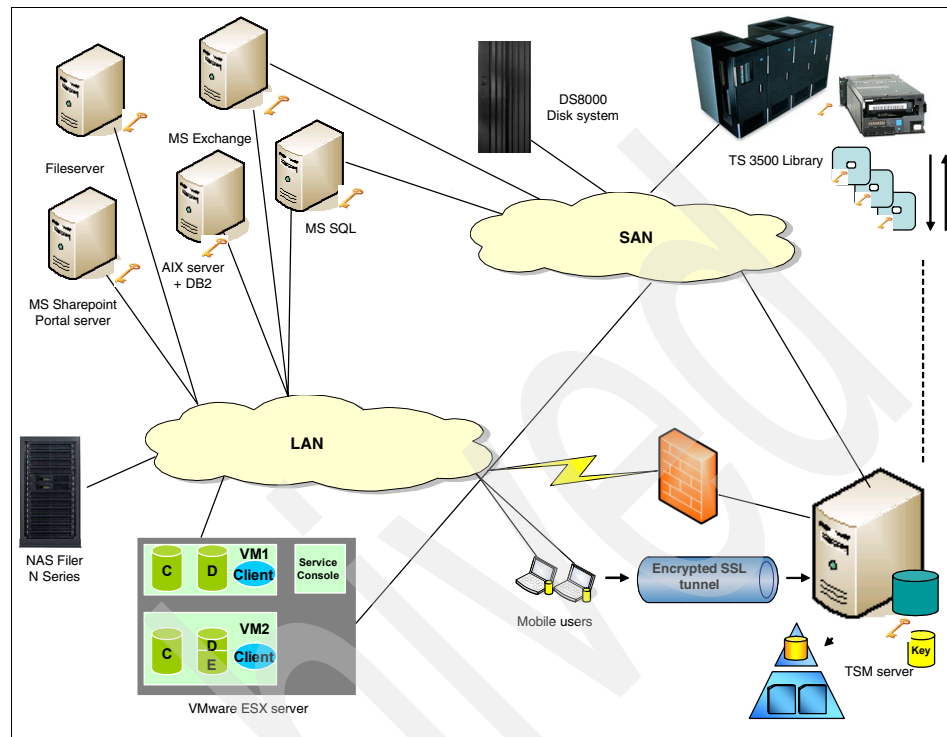 MS Exchange
Fileserver
MS SQL
AIX server
+ DB2
MS Sharepoint
Portal server
DS8000
Disk system
TS 3500 Library
SAN
LAN
NAS Filer
N Series
C
D
VM1
Client
Service
Console
C
D
E
VM2
Client
VMware ESX server
Mobile users
Encrypted SSL
tunnel
Key
TSM server